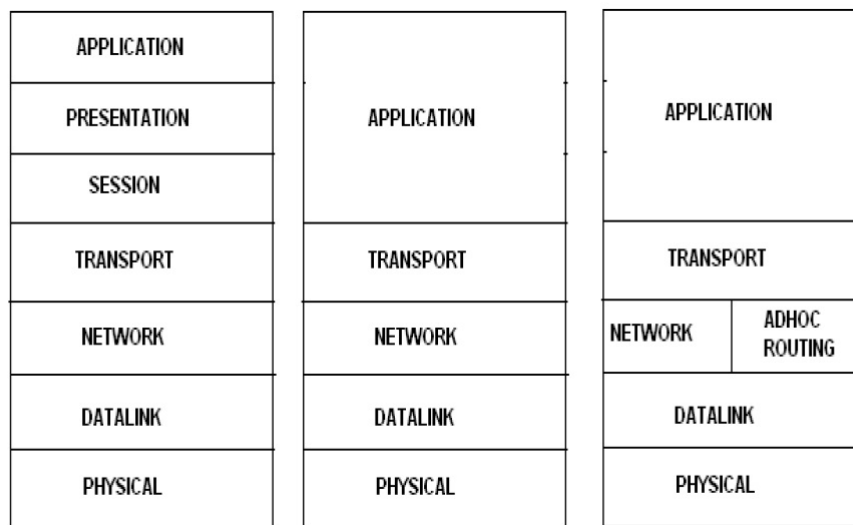 APPLICATION
PRESENTATION
SESSION
TRANSPORT
NETWORK
DATALINK
PHYSICAL
APPLICATION
TRANSPORT
NETWORK
DATALINK
PHYSICAL
APPLICATION
TRANSPORT
NETWORK
ADHOC
ROUTING
DATALINK
PHYSICAL